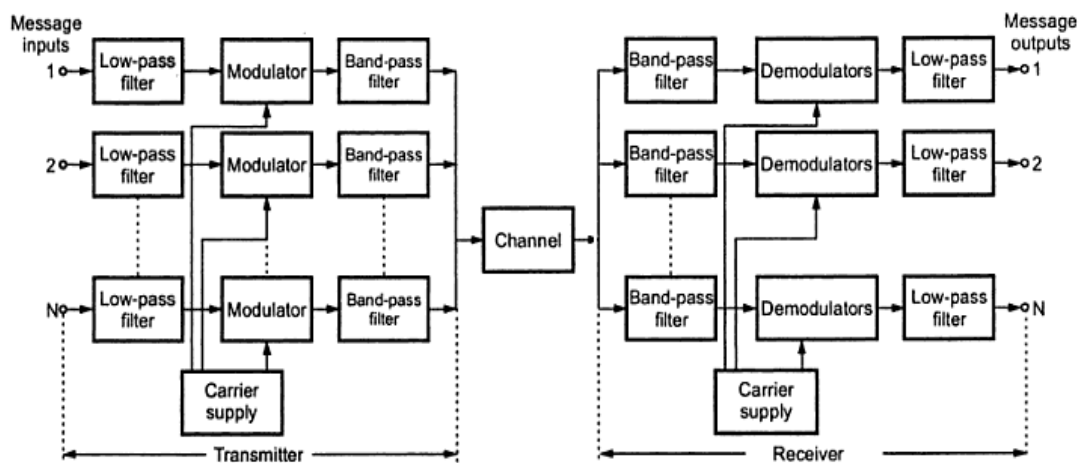 Message
inputs
Message
outputs
1
Low-pass
filter
Modulator
Band-pass
filter
Band-pass
filter
Demodulators
Low-pass
filter
1
2
Low-pass
filter
Modulator
Band-pass
filter
Band-pass
filter
Demodulators
Low-pass
filter
2
Channel
N
Low-pass
filter
Modulator
Band-pass
filter
Band-pass
filter
Demodulators
Low-pass
filter
N
Carrier
supply
Carrier
supply
Transmitter
Receiver